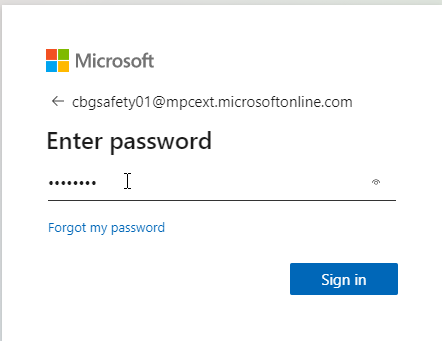 Microsoft
← cbgsafety01@mpcext.microsoftonline.com
Enter password
••••••••
Forgot my password
Sign in